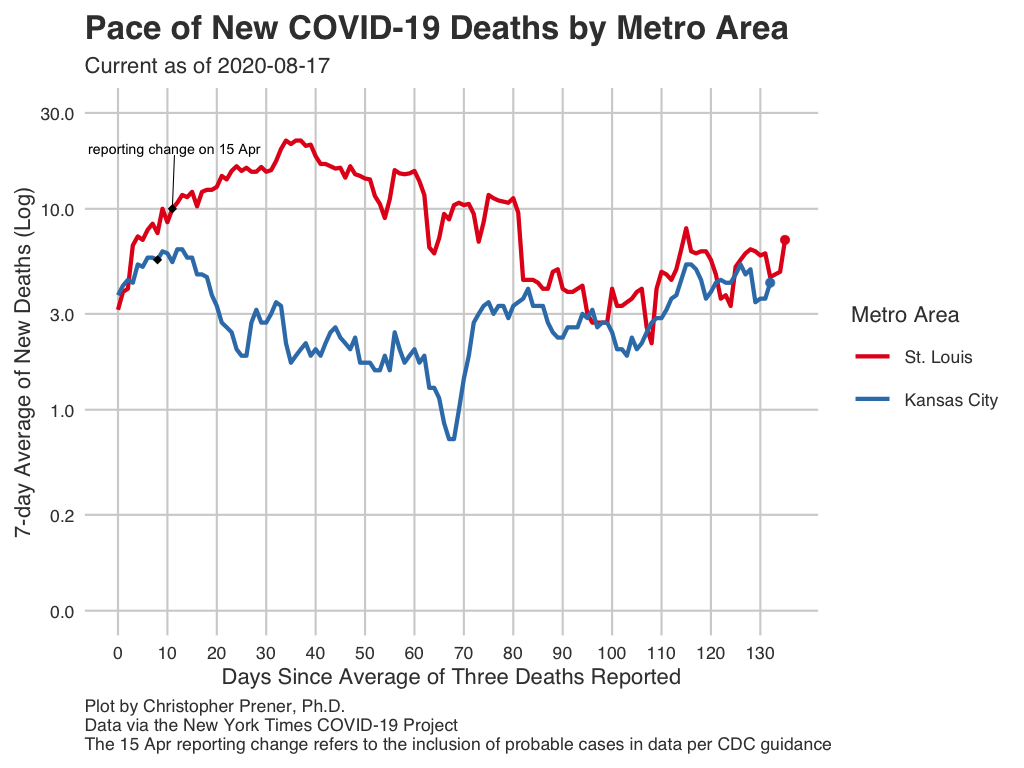 Pace of New COVID-19 Deaths by Metro Area
Current as of 2020-08-17
30.0
reporting change on 15 Apr
10.0
3.0
1.0
0.2
0.0
7-day Average of New Deaths (Log)
0 10 20 30 40 50 60 70 80 90 100 110 120 130
Days Since Average of Three Deaths Reported
Metro Area
St. Louis
Kansas City
Plot by Christopher Prener, Ph.D.
Data via the New York Times COVID-19 Project
The 15 Apr reporting change refers to the inclusion of probable cases in data per CDC guidance